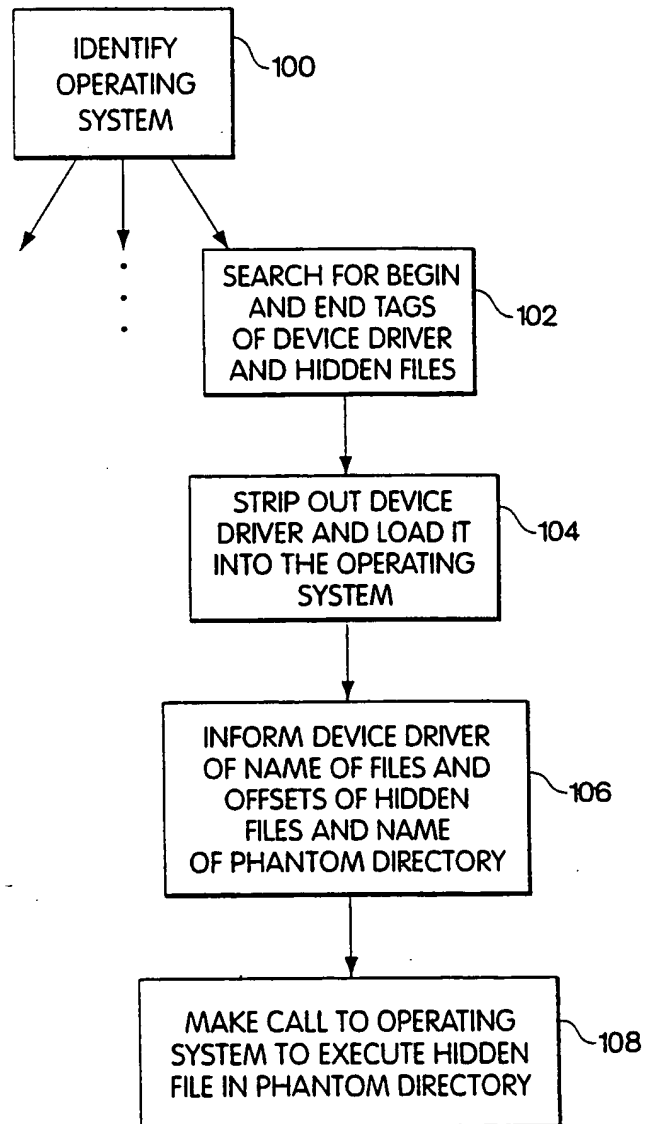 IDENTIFY
OPERATING
SYSTEM
100
SEARCH FOR BEGIN
AND END TAGS
OF DEVICE DRIVER
AND HIDDEN FILES
102
STRIP OUT DEVICE
DRIVER AND LOAD IT
INTO THE OPERATING
SYSTEM
104
INFORM DEVICE DRIVER
OF NAME OF FILES AND
OFFSETS OF HIDDEN
FILES AND NAME
OF PHANTOM DIRECTORY
106
MAKE CALL TO OPERATING
SYSTEM TO EXECUTE HIDDEN
FILE IN PHANTOM DIRECTORY
108